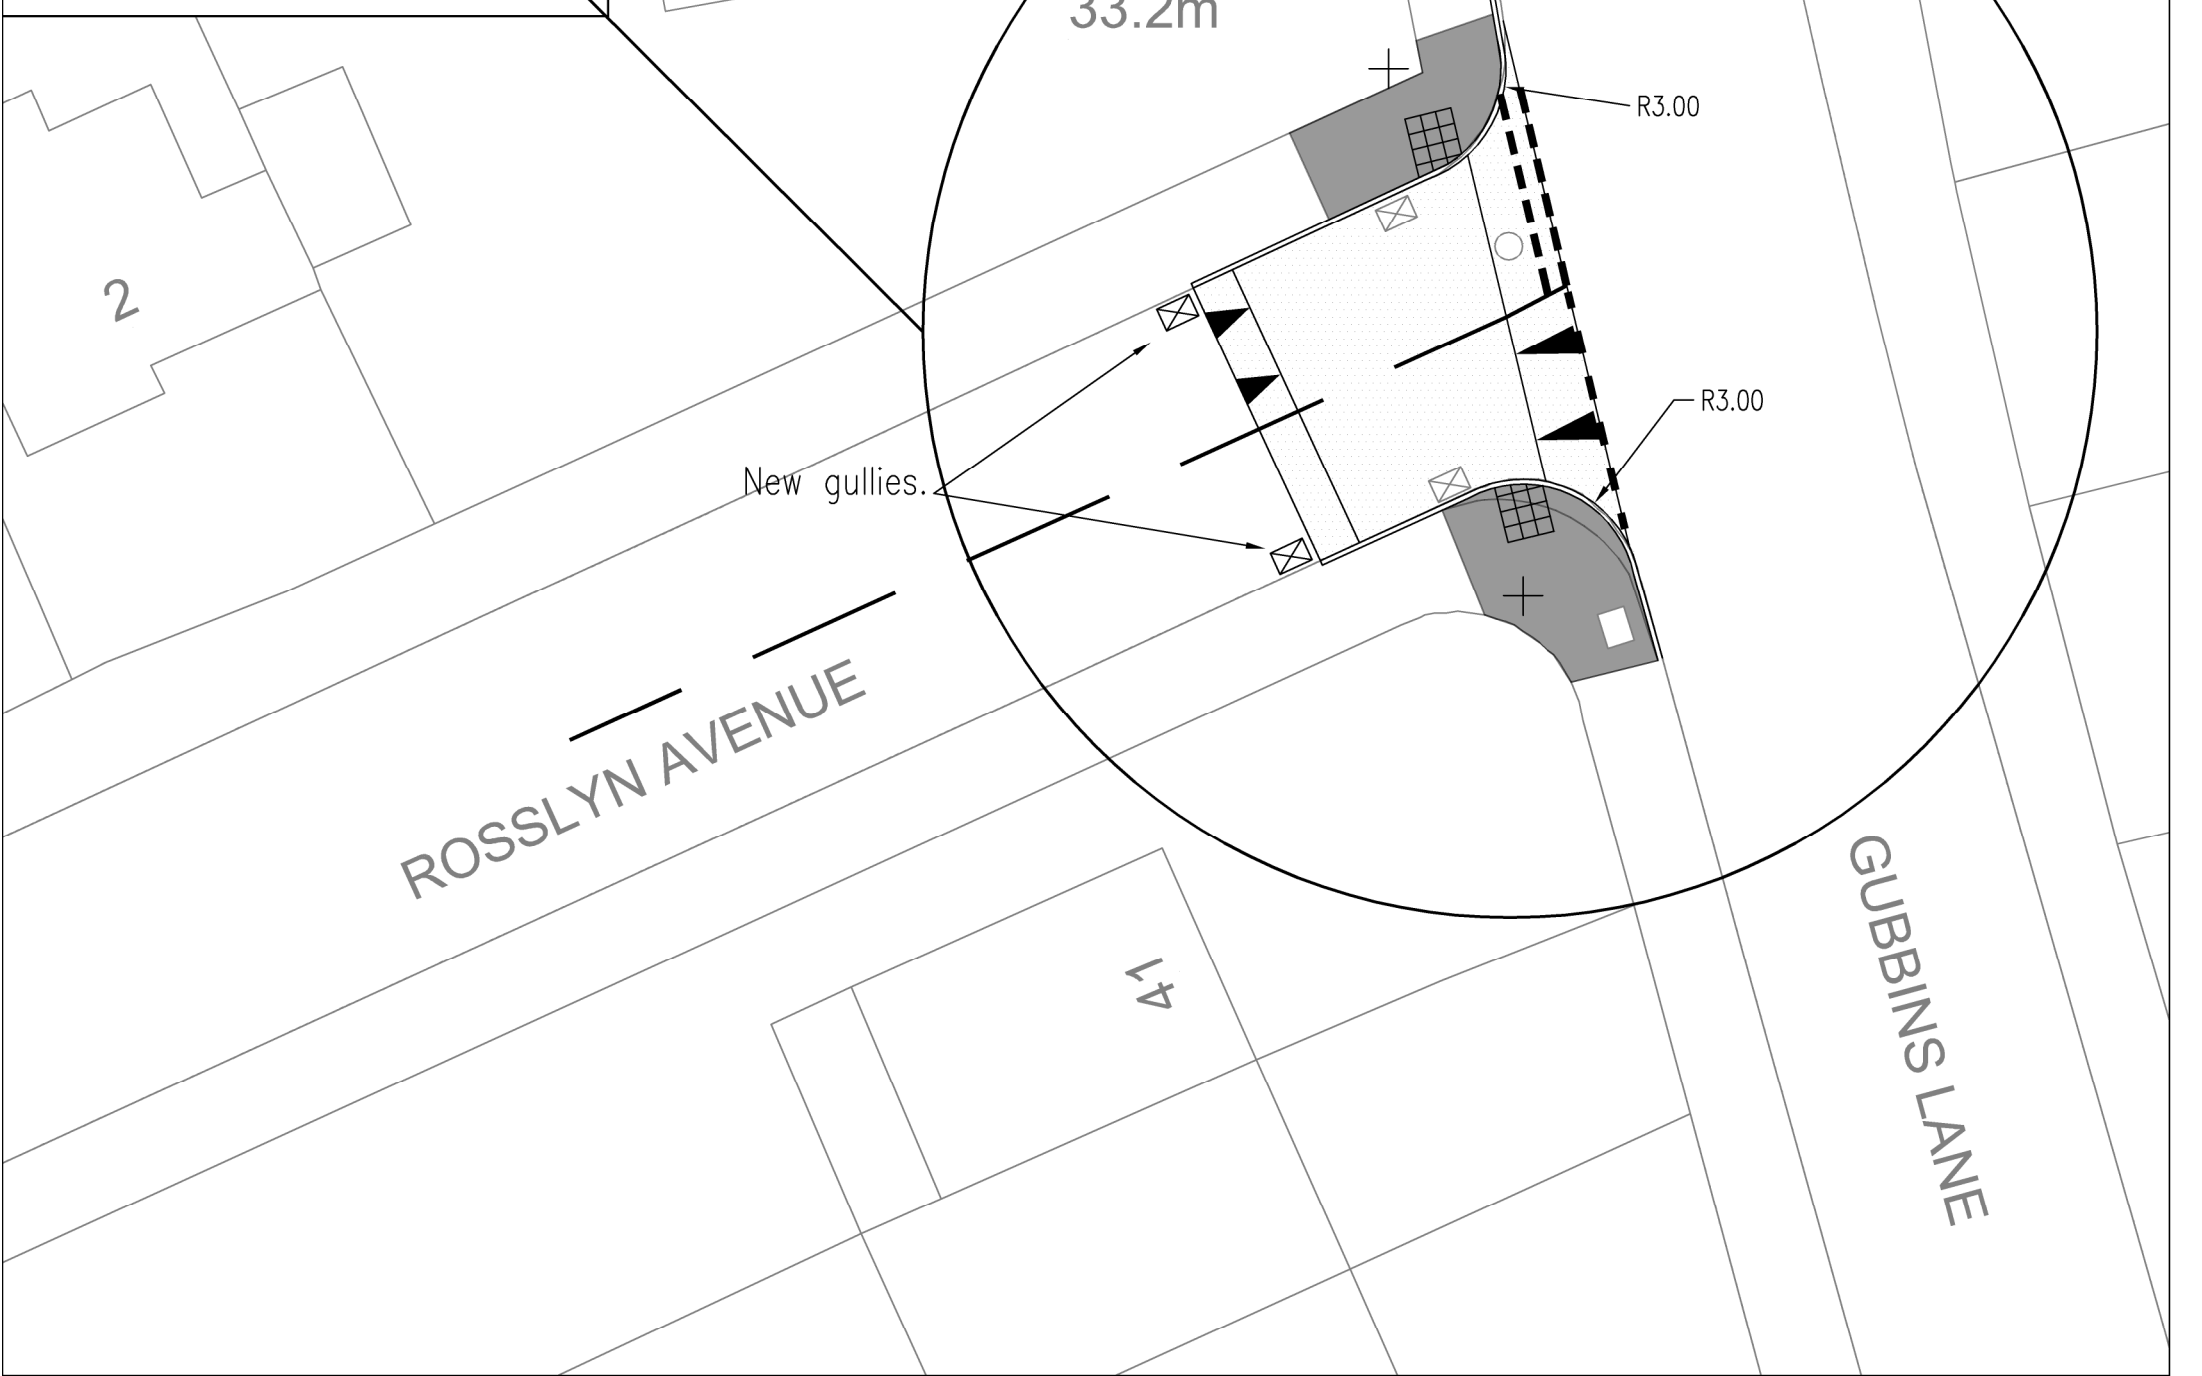 33.2m
R3.00
2
R3.00
New gullies.
ROSSLYN AVENUE
GUBBINS LANE
41